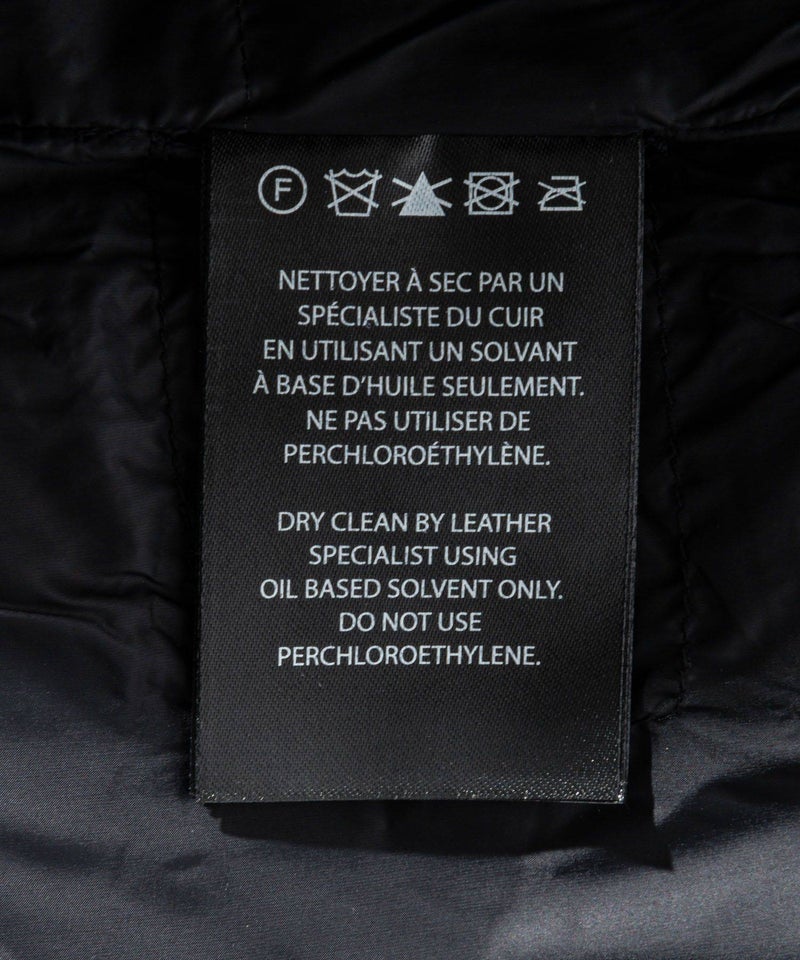 F
NETTOYER À SEC PAR UN
SPÉCIALISTE DU CUIR
EN UTILISANT UN SOLVANT
À BASE D'HUILE SEULEMENT.
NE PAS UTILISER DE
PERCHLOROÉTHYLÈNE.
DRY CLEAN BY LEATHER
SPECIALIST USING
OIL BASED SOLVENT ONLY.
DO NOT USE
PERCHLOROETHYLENE.